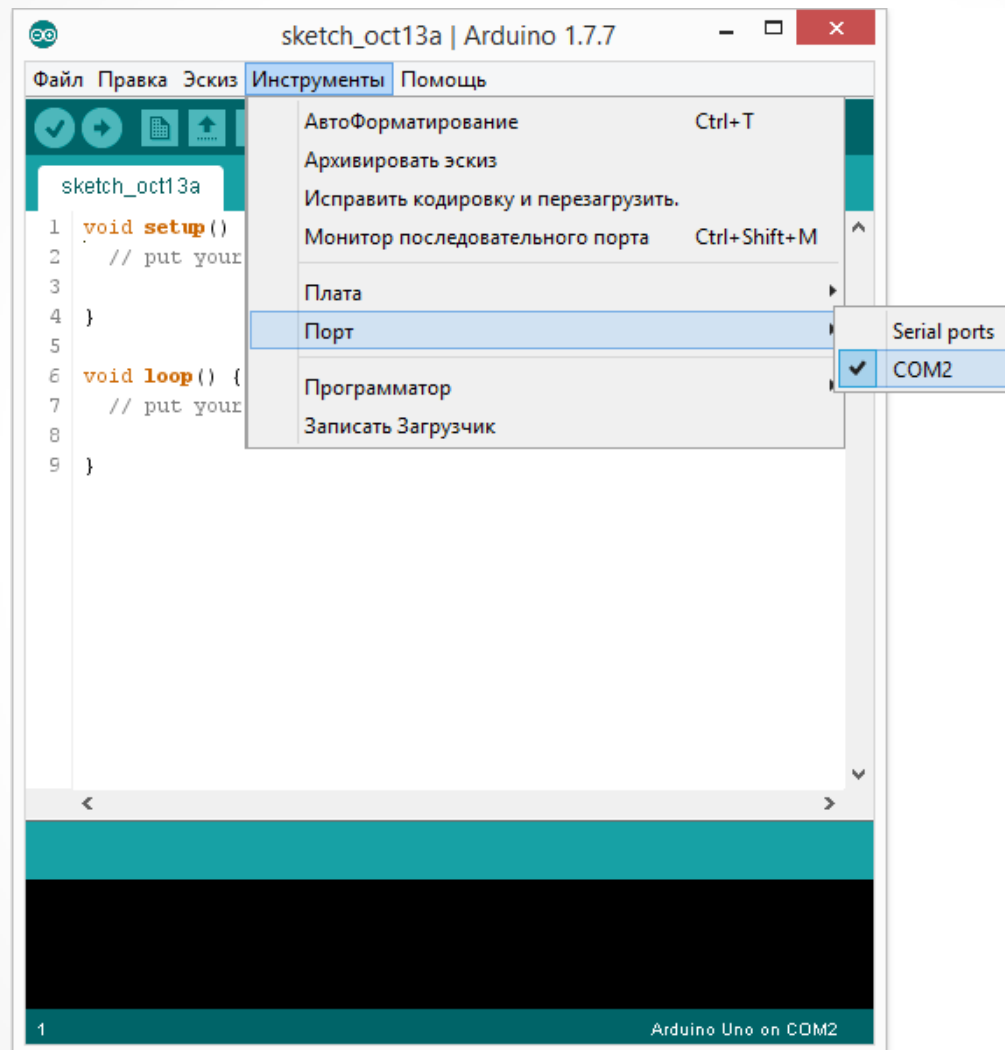 sketch_oct13a | Arduino 1.7.7
Файл Правка Эскиз Инструменты Помощь
АвтоФорматирование Ctrl+T
Архивировать эскиз
Исправить кодировку и перезагрузить.
Монитор последовательного порта Ctrl+Shift+M
Плата
Порт
Serial ports
COM2
Программатор
Записать Загрузчик
sketch_oct13a
1 void setup()
2 // put your
3
4 }
5
6 void loop() {
7 // put your
8
9 }
1 Arduino Uno on COM2